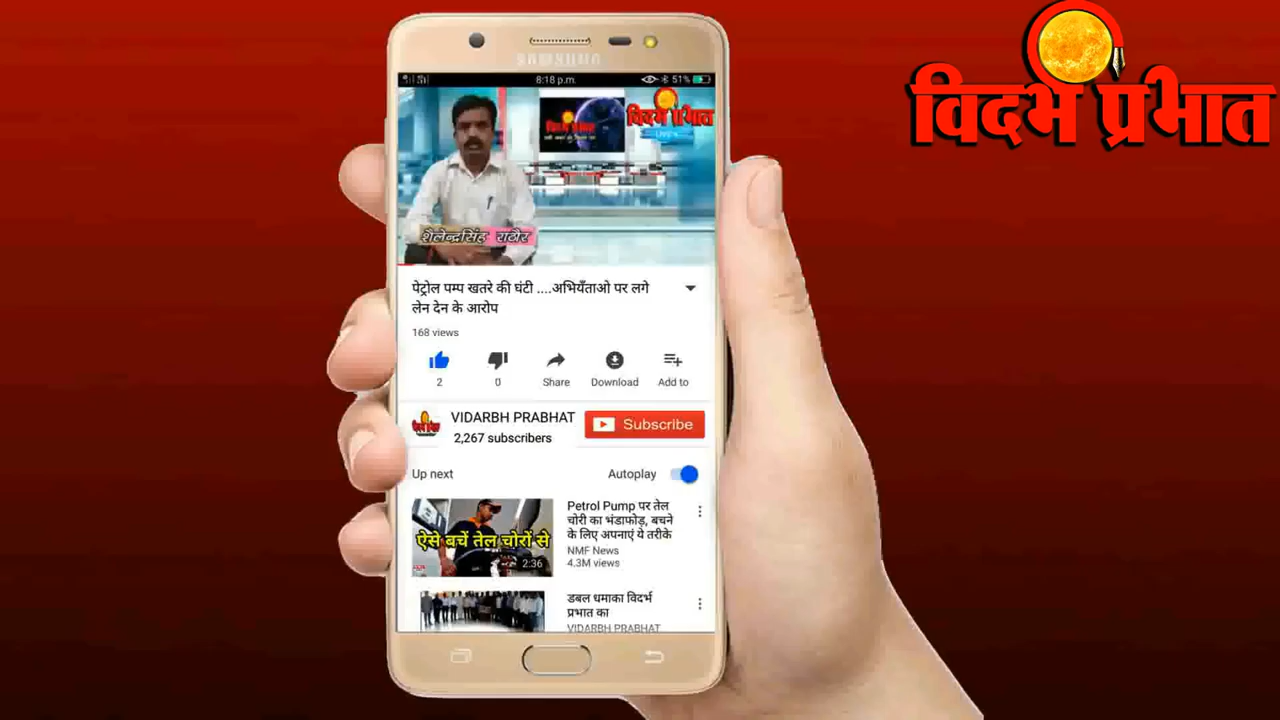 विदर्भ प्रभात
SAMSUNG
8:18 p.m.
51%
विदर्भ प्रभात
शैलेन्द्रसिंह राठौर
पेट्रोल पम्प खतरे की घंटी ....अभियँताओ पर लगे
लेन देन के आरोप
168 views
2
0
Share
Download
Add to
VIDARBH PRABHAT
2,267 subscribers
Subscribe
Up next
Autoplay
ऐसे बचें तेल चोरों से
2:36
Petrol Pump पर तेल
चोरी का भंडाफोड़, बचने
के लिए अपनाएं ये तरीके
NMF News
4.3M views
डबल धमाका विदर्भ
प्रभात का
VIDARBH PRABHAT